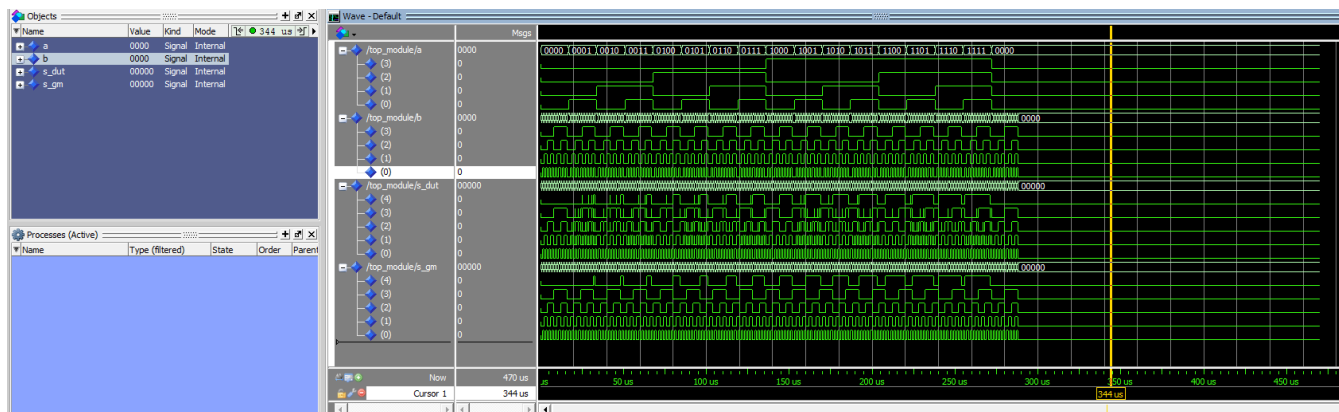 Objects
Name Value Kind Mode 344 us
a 0000 Signal Internal
b 0000 Signal Internal
s_dut 00000 Signal Internal
s_gm 00000 Signal Internal
Processes (Active)
Name Type (filtered) State Order Parent
Wave - Default
Msgs
/top_module/a 0000 0000 0001 0010 0011 0100 0101 0110 0111 1000 1001 1010 1011 1100 1101 1110 1111 0000
(3) 0
(2) 0
(1) 0
(0) 0
/top_module/b 0000 0000
(3) 0
(2) 0
(1) 0
(0) 0
/top_module/s_dut 00000 00000
(4) 0
(3) 0
(2) 0
(1) 0
(0) 0
/top_module/s_gm 00000 00000
(4) 0
(3) 0
(2) 0
(1) 0
(0) 0
Now 470 us us 50 us 100 us 150 us 200 us 250 us 300 us 350 us 400 us 450 us
Cursor 1 344 us 344 us